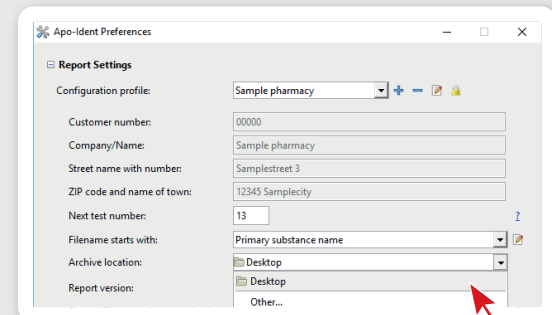 Apo-Ident Preferences
Report Settings
Configuration profile: Sample pharmacy
Customer number: 00000
Company/Name: Sample pharmacy
Street name with number: Samplestreet 3
ZIP code and name of town: 12345 Samplecity
Next test number: 13 ?
Filename starts with: Primary substance name
Archive location: Desktop
Report version: Desktop
Other...